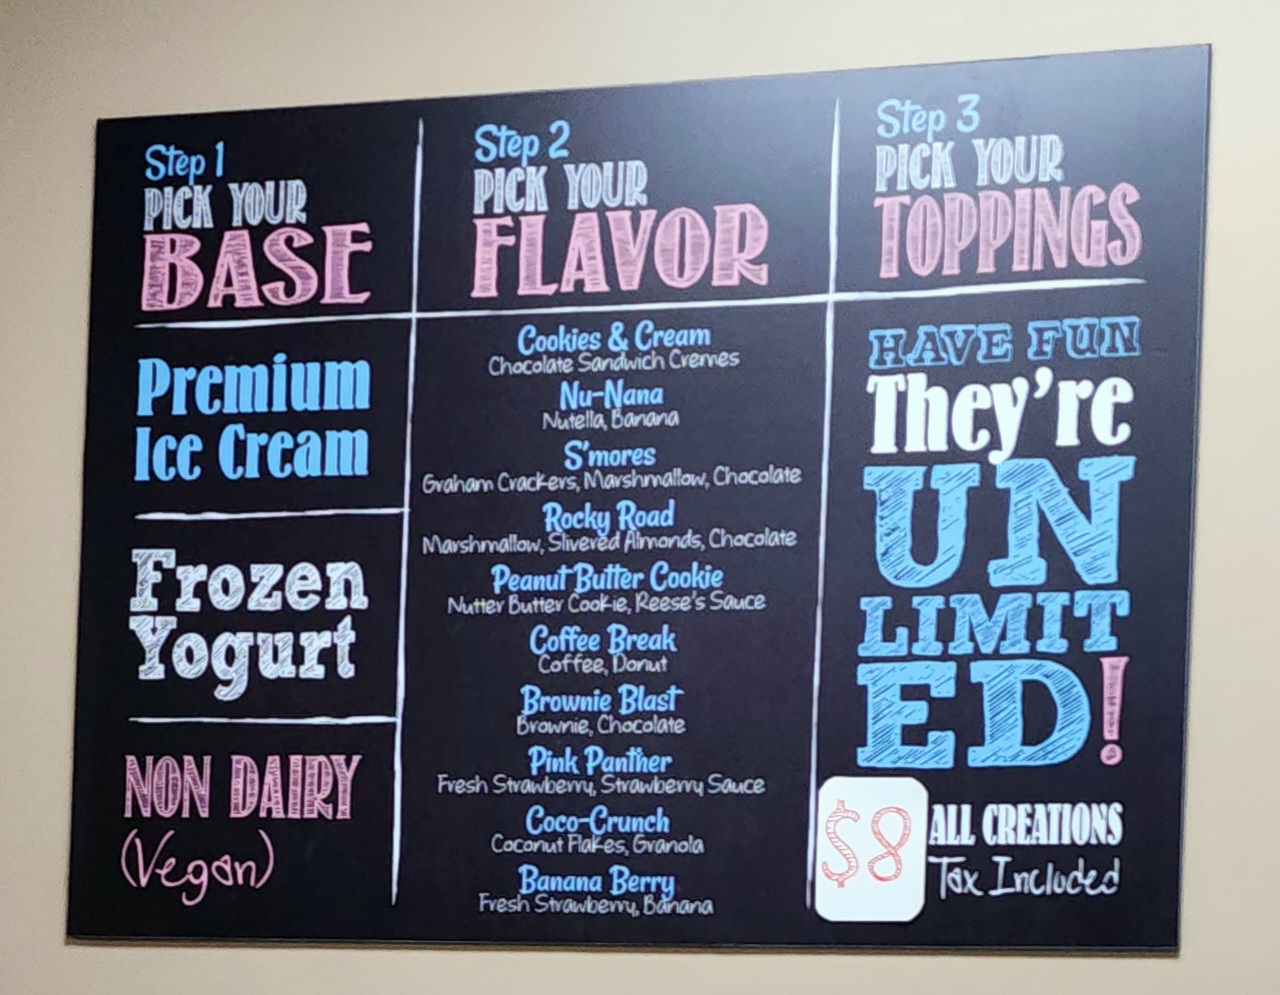 Step 1
PICK YOUR
BASE
Premium
Ice Cream
Frozen
Yogurt
NON DAIRY
(Vegan)
Step 2
PICK YOUR
FLAVOR
Cookies & Cream
Chocolate Sandwich Cremes
Nu-Nana
Nutella, Banana
S'mores
Graham Crackers, Marshmallow, Chocolate
Rocky Road
Marshmallow, Slivered Almonds, Chocolate
Peanut Butter Cookie
Nutter Butter Cookie, Reese's Sauce
Coffee Break
Coffee, Donut
Brownie Blast
Brownie, Chocolate
Pink Panther
Fresh Strawberry, Strawberry Sauce
Coco-Crunch
Coconut Flakes, Granola
Banana Berry
Fresh Strawberry, Banana
Step 3
PICK YOUR
TOPPINGS
HAVE FUN
They're
UN
LIMIT
ED!
$8 ALL CREATIONS
Tax Included